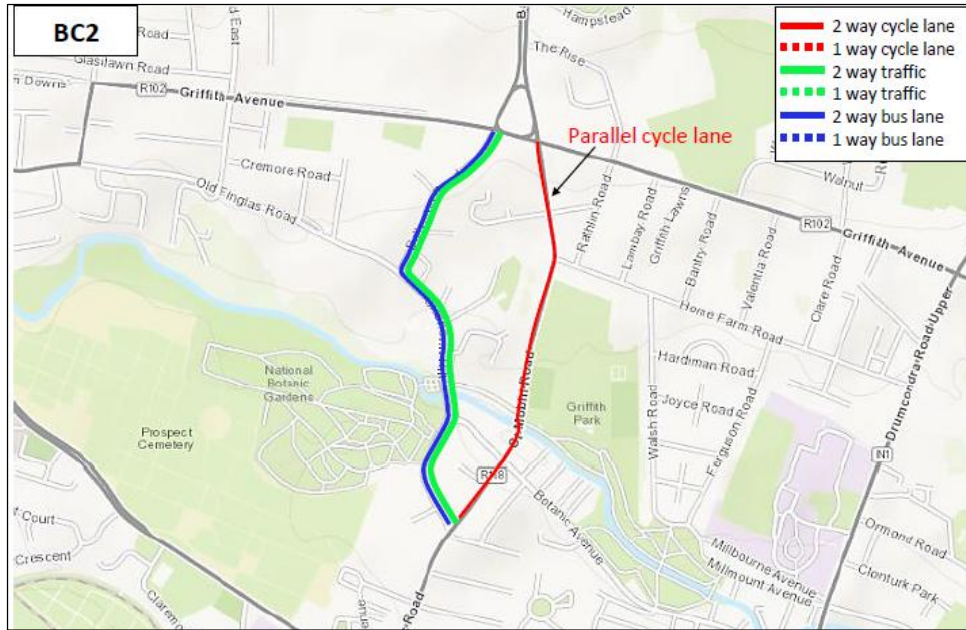 BC2
2 way cycle lane
1 way cycle lane
2 way traffic
1 way traffic
2 way bus lane
1 way bus lane
Hampstead
The Rise
Road
d East
Glasilawn Road
n Downs
R102
Griffith Avenue
Parallel cycle lane
Cremore Road
Old Finglas Road
Walnut
Rathlin Road
Lambay Road
Griffith Lawns
Bantry Road
Valentia Road
R102
Griffith Avenue
Clare Road
Home Farm Road
Drumcondra Road Upper
Hardiman Road
National
Botanic
Gardens
Mobhi Road
Griffith
Park
Joyce Road
Walsh Road
Ferguson Road
Prospect
Cemetery
N1
Botanic Avenue
Court
Crescent
Ormond Road
Millbourne Avenue
Millmount Avenue
Clonturk Park
Road